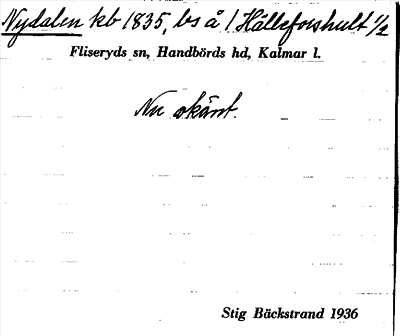 Nydalen kb 1835, bs å 1 Hälleforshult 1/2
Fliseryds sn, Handbörds hd, Kalmar l.
Nu okänt.
Stig Bäckstrand 1936